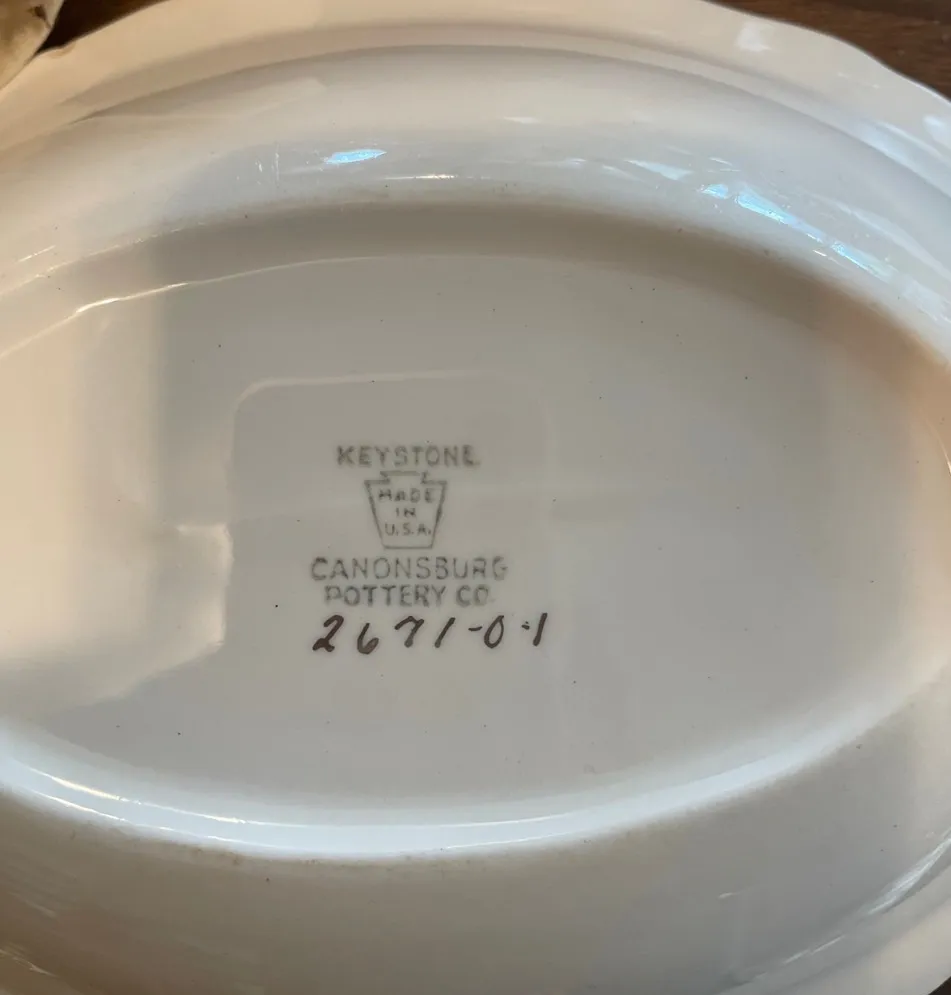 KEYSTONE
MADE
IN
U.S.A.
CANONSBURG
POTTERY CO.
2671-0-1